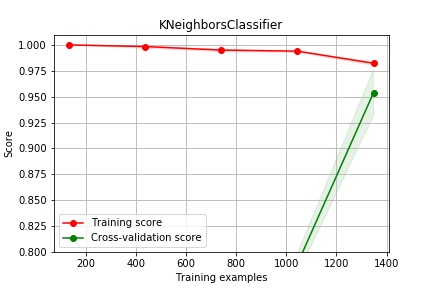 KNeighborsClassifier
1.000
0.975
0.950
0.925
0.900
0.875
0.850
0.825
0.800
Score
Training score
Cross-validation score
200 400 600 800 1000 1200 1400
Training examples